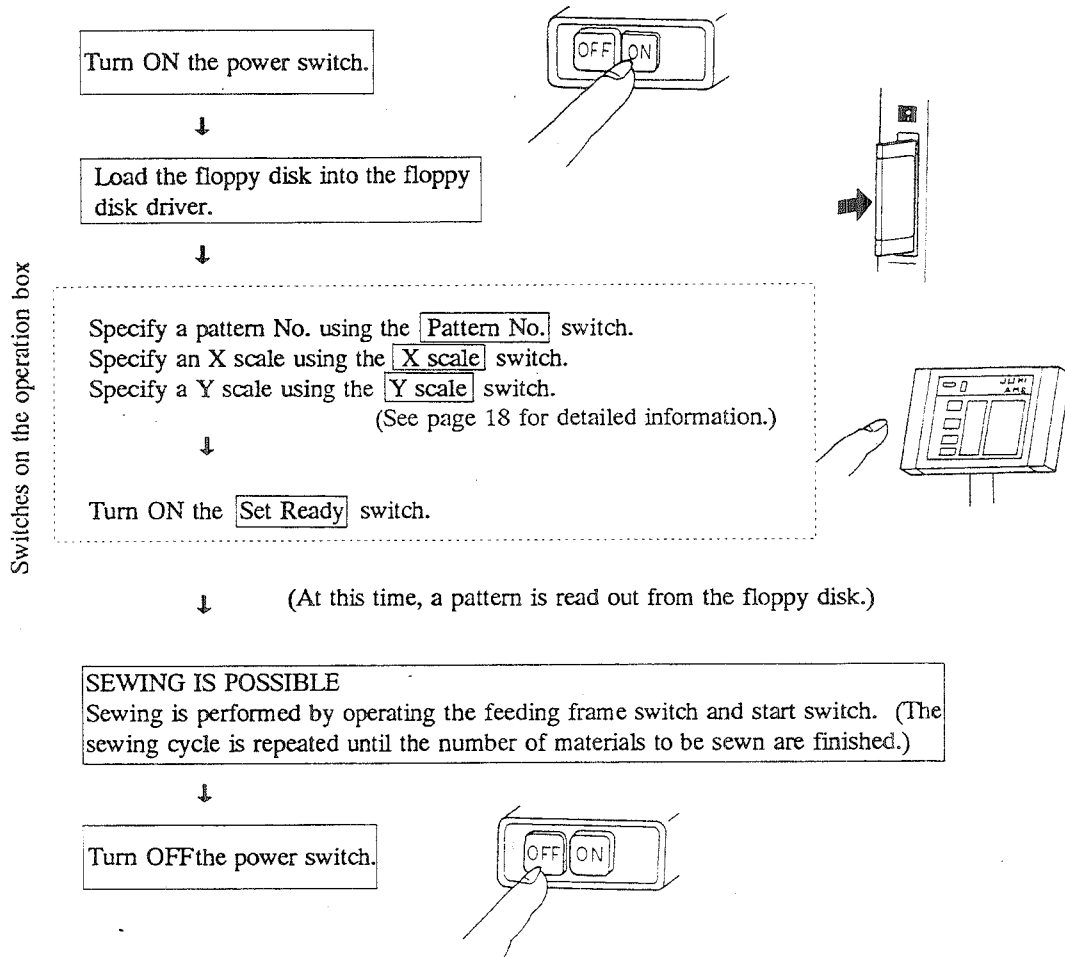 Turn ON the power switch.
OFF ON
Load the floppy disk into the floppy
disk driver.
Switches on the operation box
Specify a pattern No. using the Pattern No. switch.
Specify an X scale using the X scale switch.
Specify a Y scale using the Y scale switch.
(See page 18 for detailed information.)
JUKI
AMS
Turn ON the Set Ready switch.
(At this time, a pattern is read out from the floppy disk.)
SEWING IS POSSIBLE
Sewing is performed by operating the feeding frame switch and start switch. (The
sewing cycle is repeated until the number of materials to be sewn are finished.)
Turn OFF the power switch.
OFF ON